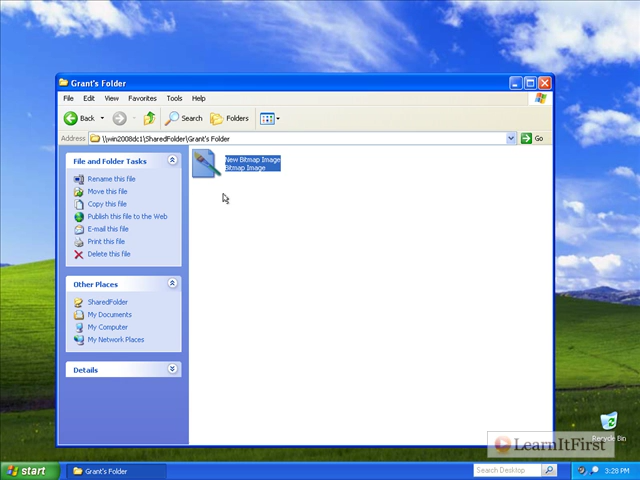 Grant's Folder
File Edit View Favorites Tools Help
Back Search Folders
Address \\win2008dc1\SharedFolder\Grant's Folder Go
File and Folder Tasks
Rename this file
Move this file
Copy this file
Publish this file to the Web
E-mail this file
Print this file
Delete this file
New Bitmap Image
Bitmap Image
Other Places
SharedFolder
My Documents
My Computer
My Network Places
Details
Recycle Bin
LearnItFirst
start Grant's Folder Search Desktop 3:28 PM